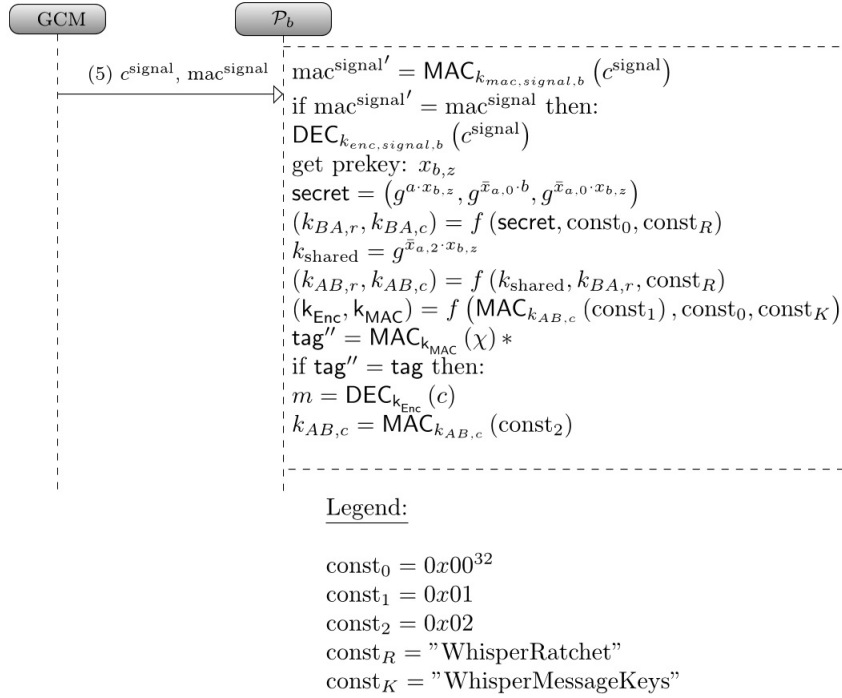 GCM
𝒫_b
(5) c^signal, mac^signal
mac^signal′ = MAC_{k_{mac,signal,b}} (c^signal)
if mac^signal′ = mac^signal then:
DEC_{k_{enc,signal,b}} (c^signal)
get prekey: x_{b,z}
secret = (g^{a·x_{b,z}}, g^{x̄_{a,0}·b}, g^{x̄_{a,0}·x_{b,z}})
(k_{BA,r}, k_{BA,c}) = f (secret, const_0, const_R)
k_shared = g^{x̄_{a,2}·x_{b,z}}
(k_{AB,r}, k_{AB,c}) = f (k_shared, k_{BA,r}, const_R)
(k_Enc, k_MAC) = f (MAC_{k_{AB,c}} (const_1) , const_0, const_K)
tag′′ = MAC_{k_MAC} (χ) *
if tag′′ = tag then:
m = DEC_{k_Enc} (c)
k_{AB,c} = MAC_{k_{AB,c}} (const_2)
Legend:
const_0 = 0x00^32
const_1 = 0x01
const_2 = 0x02
const_R = ”WhisperRatchet”
const_K = ”WhisperMessageKeys”